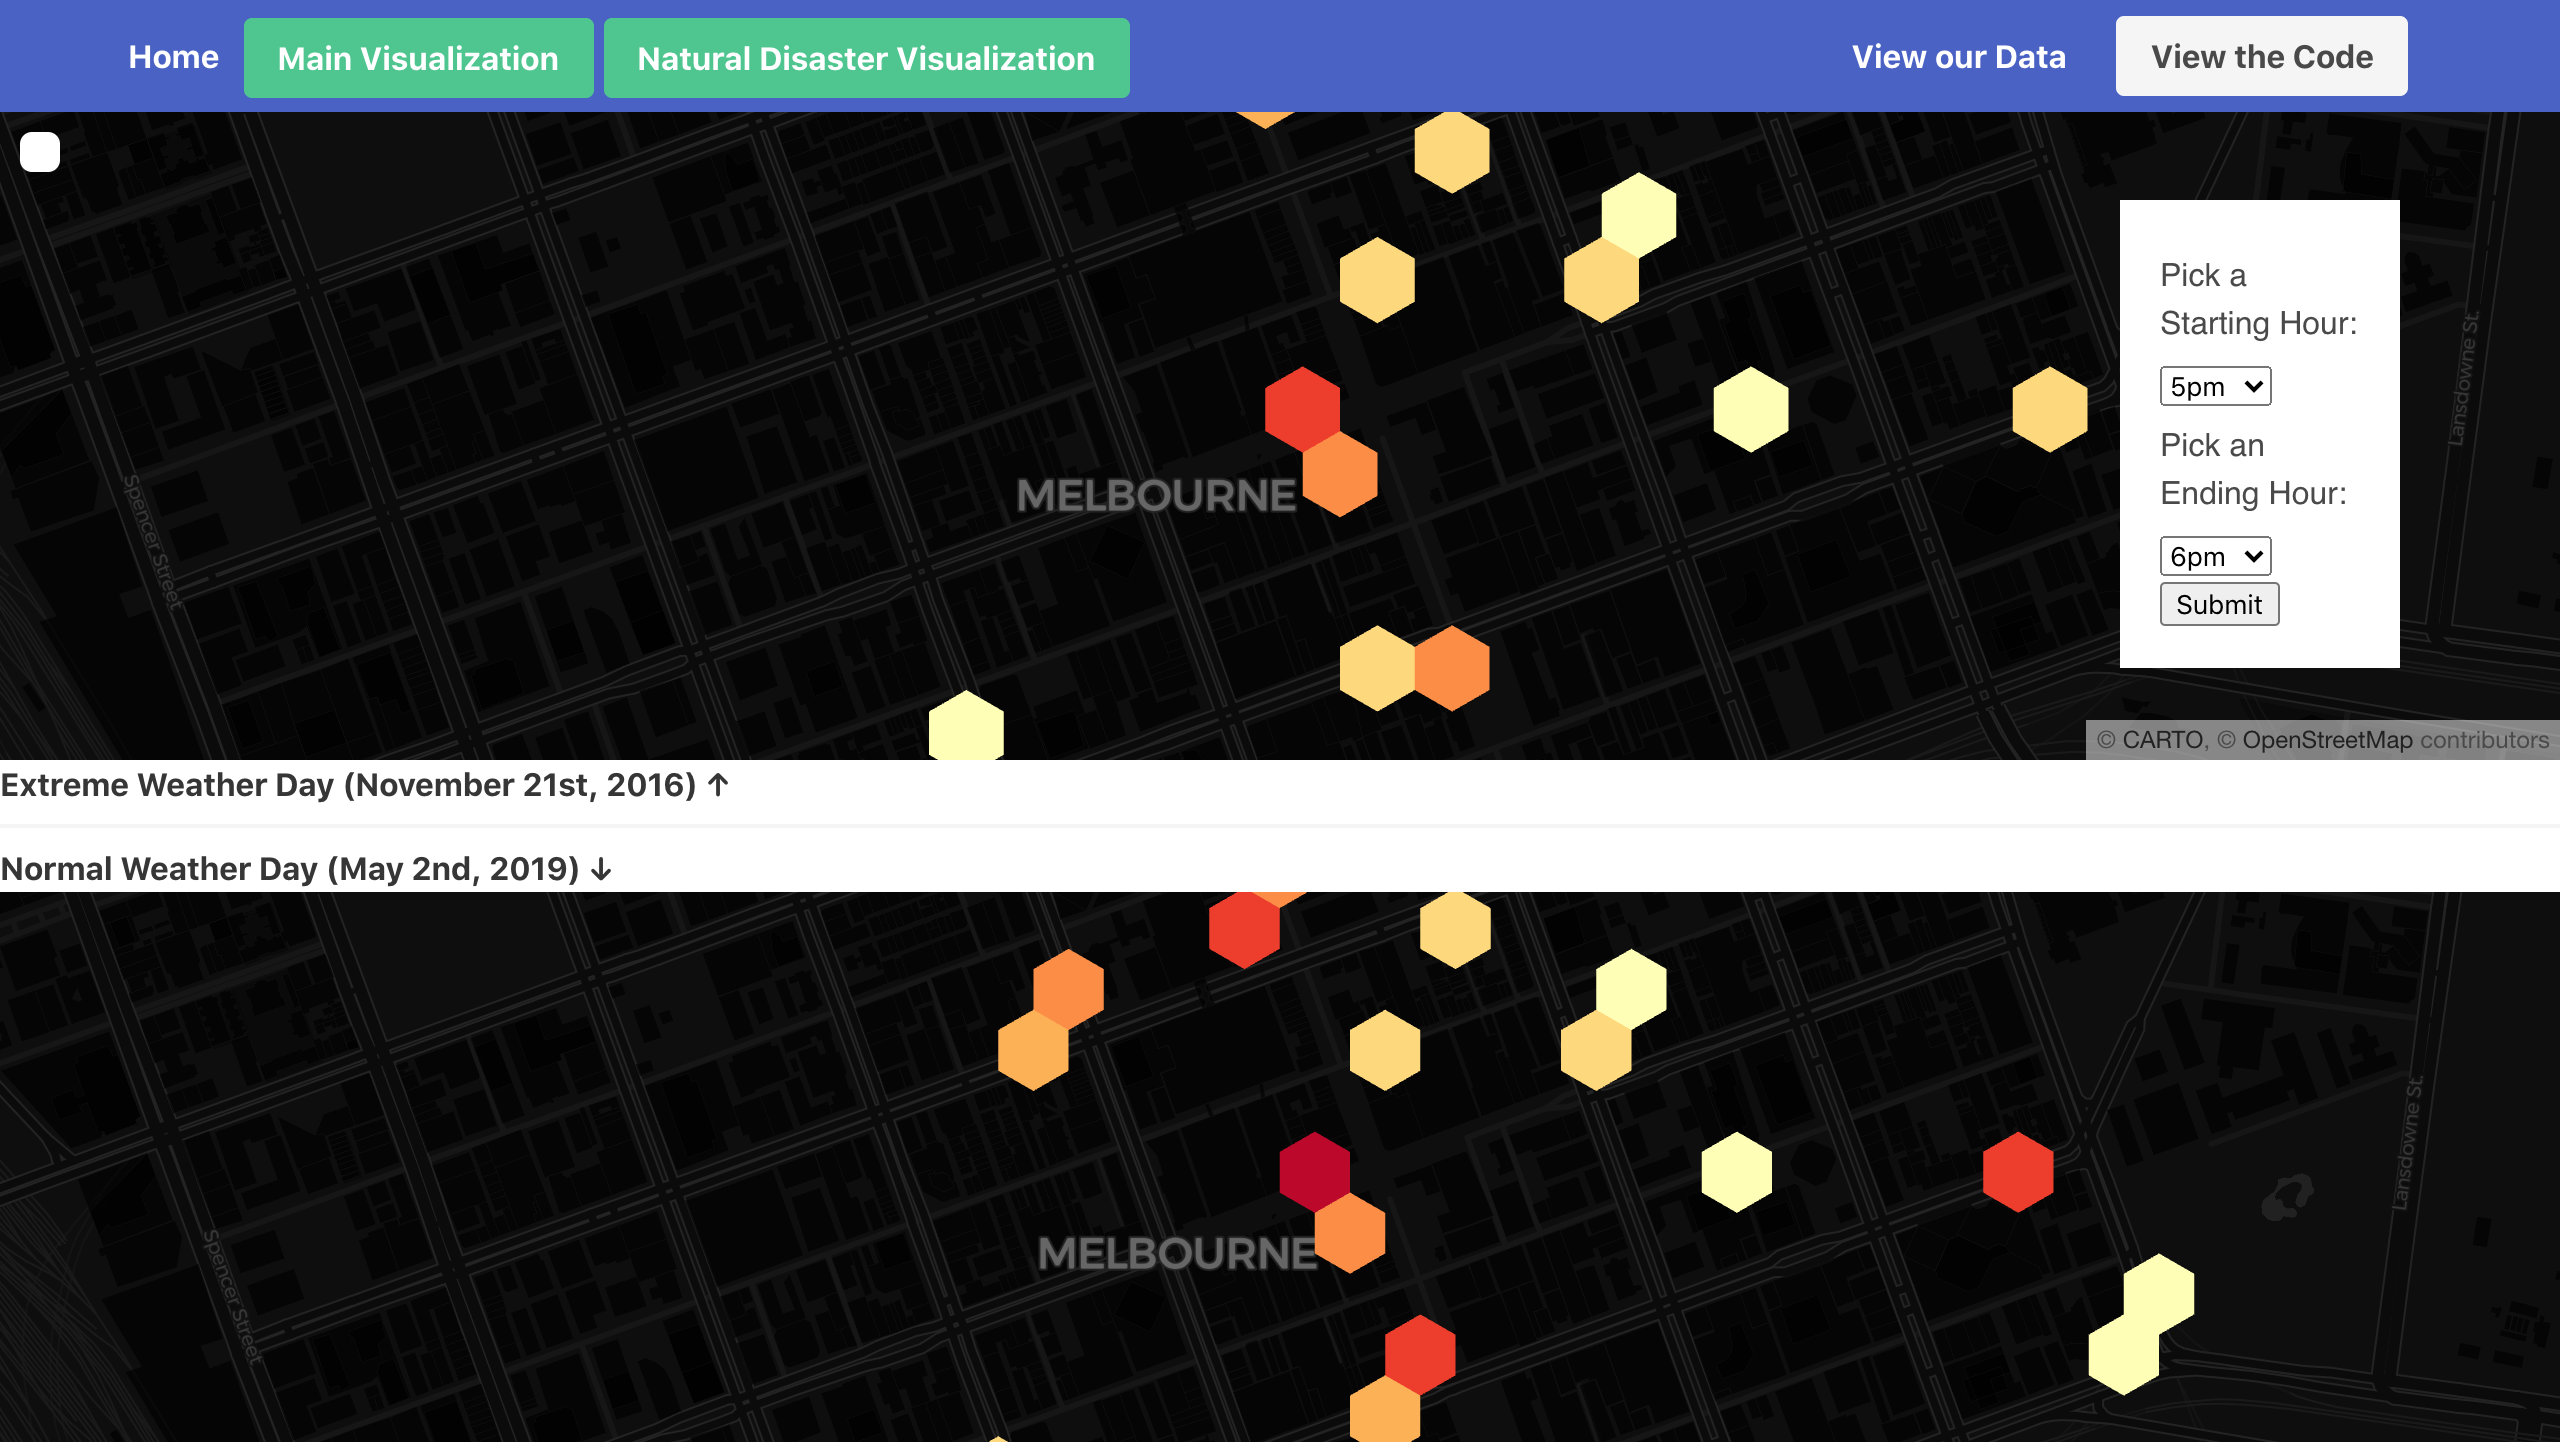 Home Main Visualization Natural Disaster Visualization View our Data View the Code
Pick a
Starting Hour:
5pm
Pick an
Ending Hour:
6pm
Submit
MELBOURNE
Spencer Street
Lansdowne St.
© CARTO, © OpenStreetMap contributors
Extreme Weather Day (November 21st, 2016) ↑
Normal Weather Day (May 2nd, 2019) ↓
MELBOURNE
Spencer Street
Lansdowne St.